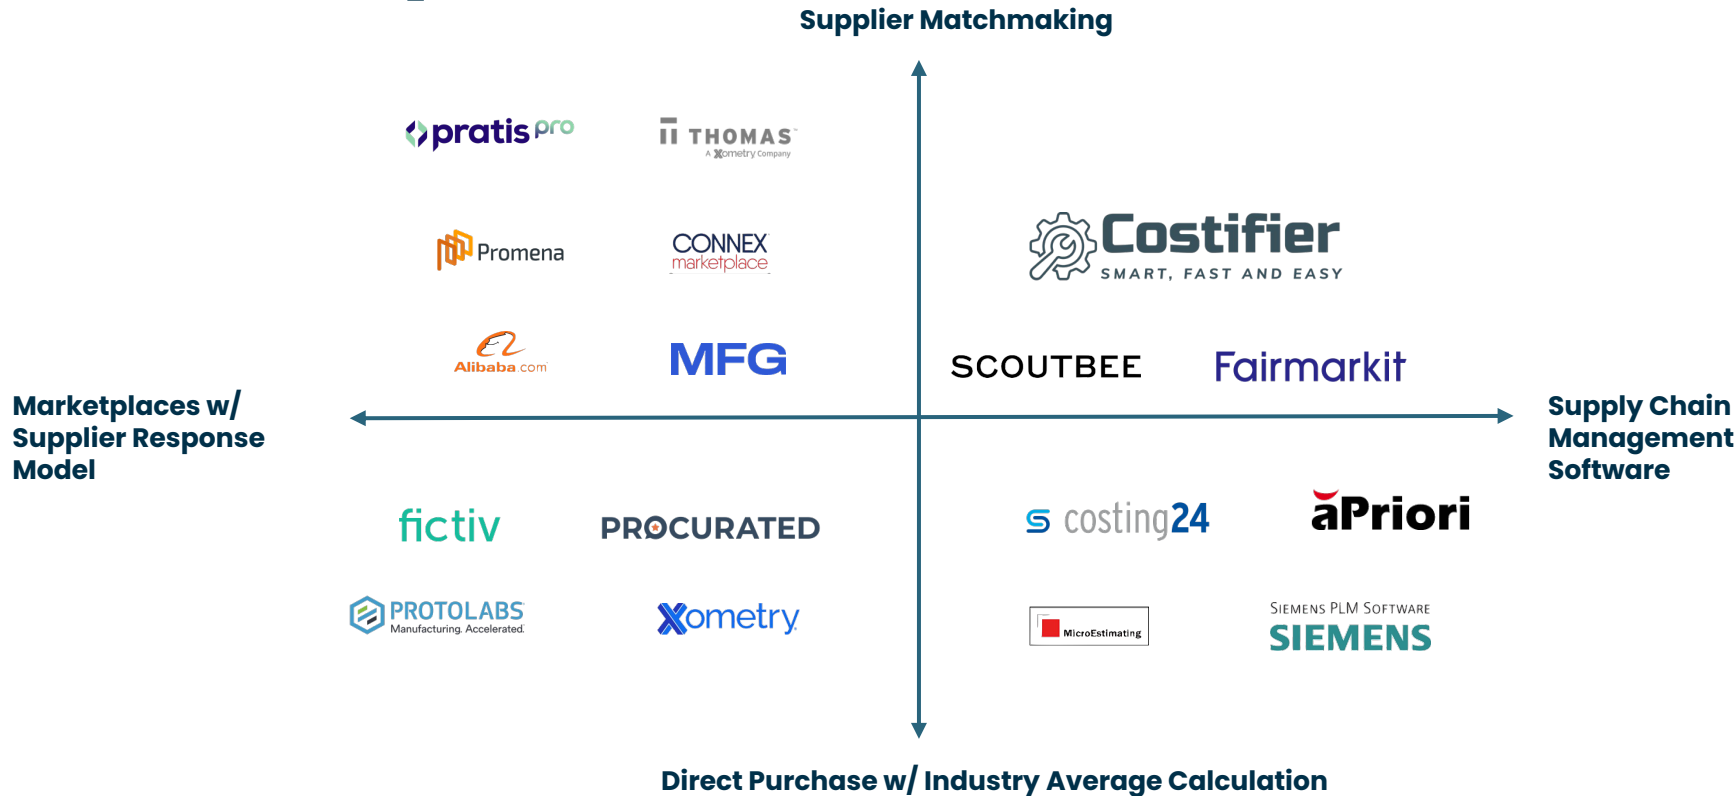 Supplier Matchmaking
pratis pro
THOMAS™
A Xometry Company
Promena
CONNEX
marketplace
Costifier
SMART, FAST AND EASY
Alibaba.com
MFG
SCOUTBEE
Fairmarkit
Marketplaces w/
Supplier Response
Model
Supply Chain
Management
Software
fictiv
PROCURATED
costing24
aPriori
PROTOLABS
Manufacturing. Accelerated.
Xometry
MicroEstimating
SIEMENS PLM SOFTWARE
SIEMENS
Direct Purchase w/ Industry Average Calculation